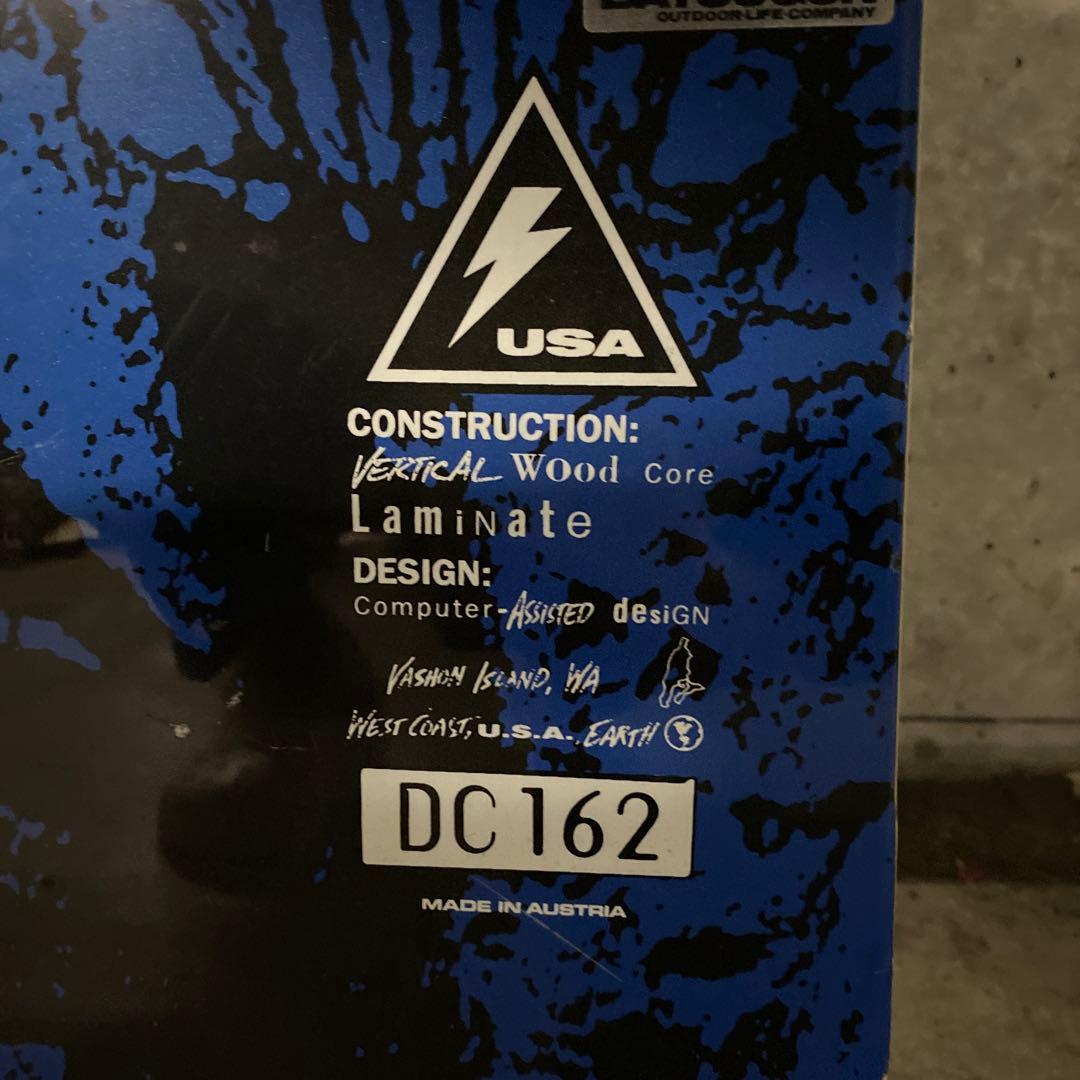 OUTDOOR·LIFE·COMPANY
USA
CONSTRUCTION:
VERTICAL WOOd Core
LamiNate
DESIGN:
Computer-ASSISTED desiGN
VASHON ISLAND, WA
WEST COAST, U.S.A., EARTH
DC 162
MADE IN AUSTRIA